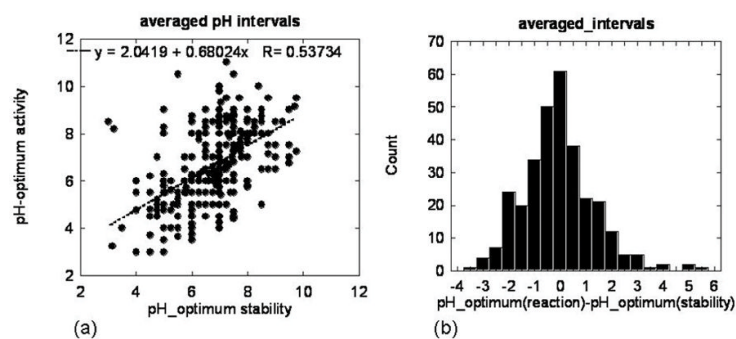 averaged pH intervals
y = 2.0419 + 0.68024x R= 0.53734
pH-optimum activity
12
10
8
6
4
2
2 4 6 8 10 12
pH_optimum stability
(a)
averaged_intervals
Count
70
60
50
40
30
20
10
0
-4 -3 -2 -1 0 1 2 3 4 5 6
pH_optimum(reaction)-pH_optimum(stability)
(b)